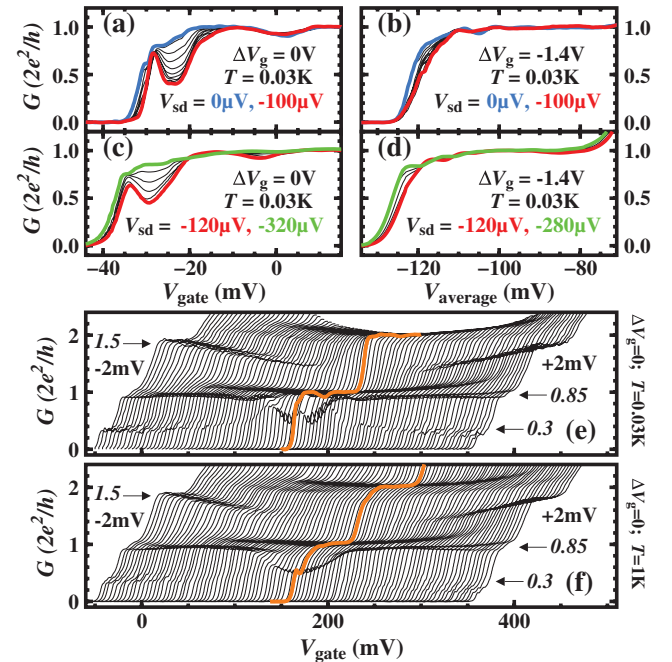 (a)
ΔVg = 0V
T = 0.03K
Vsd = 0µV, -100µV
(b)
ΔVg = -1.4V
T = 0.03K
Vsd = 0µV, -100µV
G (2e²/h)
1.0
0.5
0.0
1.0
0.5
0.0
(c)
ΔVg = 0V
T = 0.03K
Vsd = -120µV, -320µV
(d)
ΔVg = -1.4V
T = 0.03K
Vsd = -120µV, -280µV
G (2e²/h)
1.0
0.5
0.0
1.0
0.5
0.0
-40 -20 0
-120 -100 -80
Vgate (mV)
Vaverage (mV)
G (2e²/h)
2
1
0
1.5
-2mV
+2mV
0.85
0.3
(e)
ΔVg=0; T=0.03K
G (2e²/h)
2
1
0
1.5
-2mV
+2mV
0.85
0.3
(f)
ΔVg=0; T=1K
0 200 400
Vgate (mV)